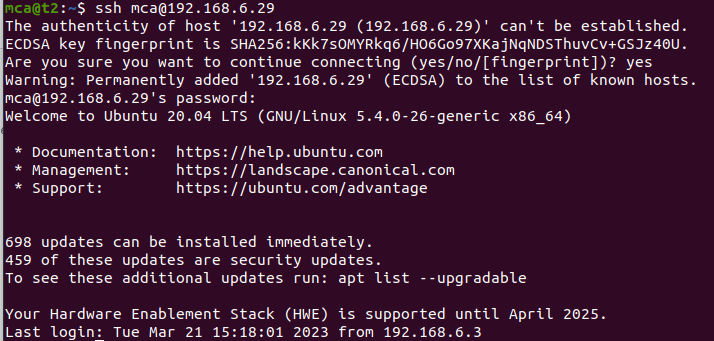 mca@t2:~$ ssh mca@192.168.6.29
The authenticity of host '192.168.6.29 (192.168.6.29)' can't be established.
ECDSA key fingerprint is SHA256:kKk7sOMYRkq6/HO6Go97XKajNqNDSThuvCv+GSJz40U.
Are you sure you want to continue connecting (yes/no/[fingerprint])? yes
Warning: Permanently added '192.168.6.29' (ECDSA) to the list of known hosts.
mca@192.168.6.29's password:
Welcome to Ubuntu 20.04 LTS (GNU/Linux 5.4.0-26-generic x86_64)
* Documentation:  https://help.ubuntu.com
* Management:     https://landscape.canonical.com
* Support:        https://ubuntu.com/advantage
698 updates can be installed immediately.
459 of these updates are security updates.
To see these additional updates run: apt list --upgradable
Your Hardware Enablement Stack (HWE) is supported until April 2025.
Last login: Tue Mar 21 15:18:01 2023 from 192.168.6.3